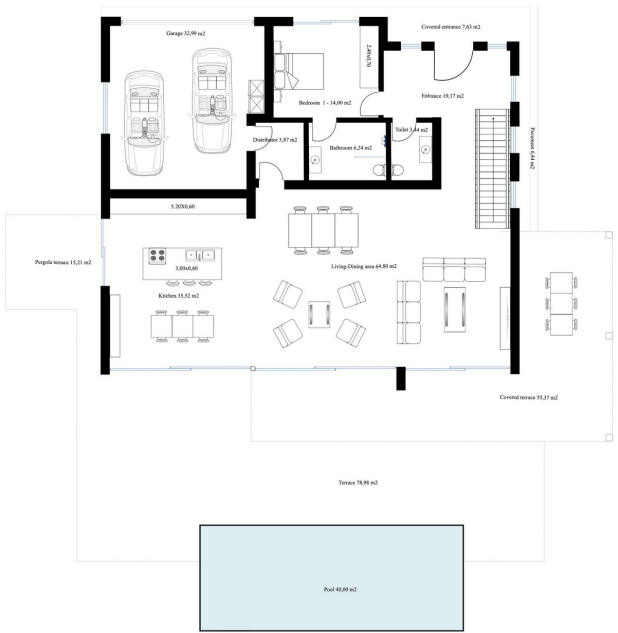 Covered entrance 7,63 m2
Garage 32,99 m2
2,40x0,70
Entrance 19,17 m2
Bedroom 1 - 14,00 m2
Toilet 3,44 m2
Pavement 6,84 m2
Distributor 3,87 m2
Bathroom 6,24 m2
5.20X0,60
Pergola terrace 15,21 m2
3,00x0,60
Living-Dining area 64,80 m2
Kitchen 35,52 m2
Covered terrace 55,37 m2
Terrace 78,98 m2
Pool 40,00 m2